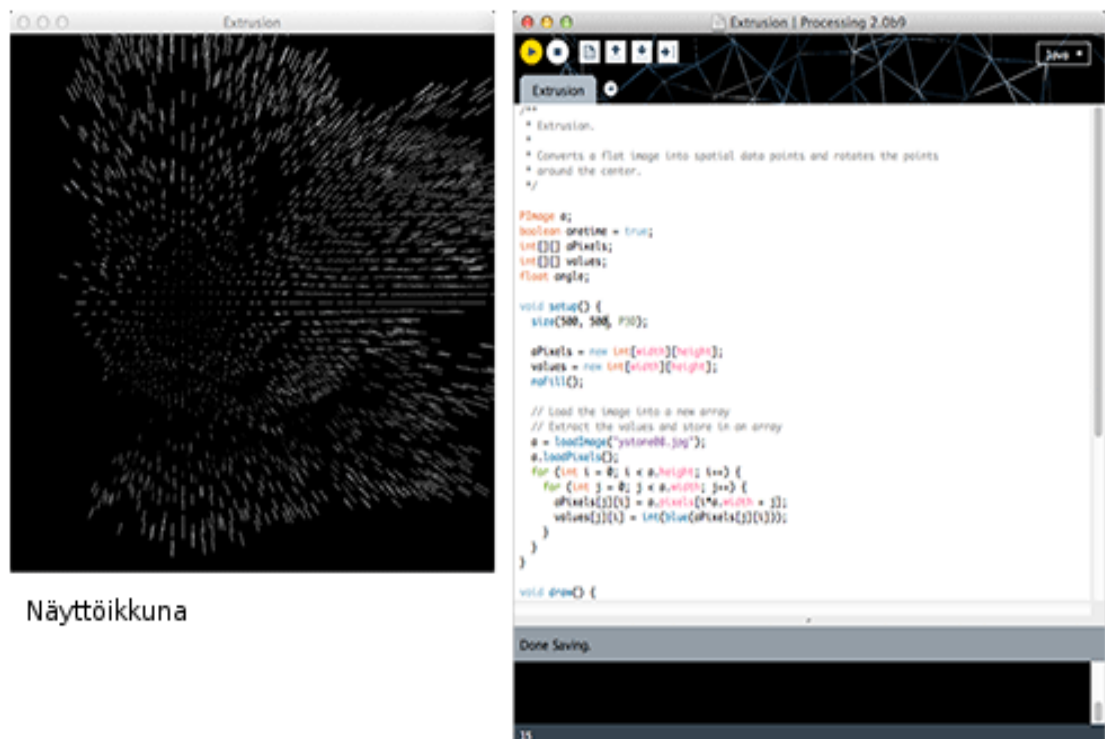 Extrusion
Näyttöikkuna
Extrusion | Processing 2.0b9
Java
Extrusion
/**
* Extrusion.
*
* Converts a flat image into spatial data points and rotates the points
* around the center.
*/
PImage a;
boolean onetime = true;
int[][] aPixels;
int[][] values;
float angle;
void setup() {
size(500, 500, P3D);
aPixels = new int[width][height];
values = new int[width][height];
noFill();
// Load the image into a new array
// Extract the values and store in an array
a = loadImage("ystone08.jpg");
a.loadPixels();
for (int i = 0; i < a.height; i++) {
for (int j = 0; j < a.width; j++) {
aPixels[j][i] = a.pixels[i*a.width + j];
values[j][i] = int(blue(aPixels[j][i]));
}
}
}
void draw() {
Done Saving.
15